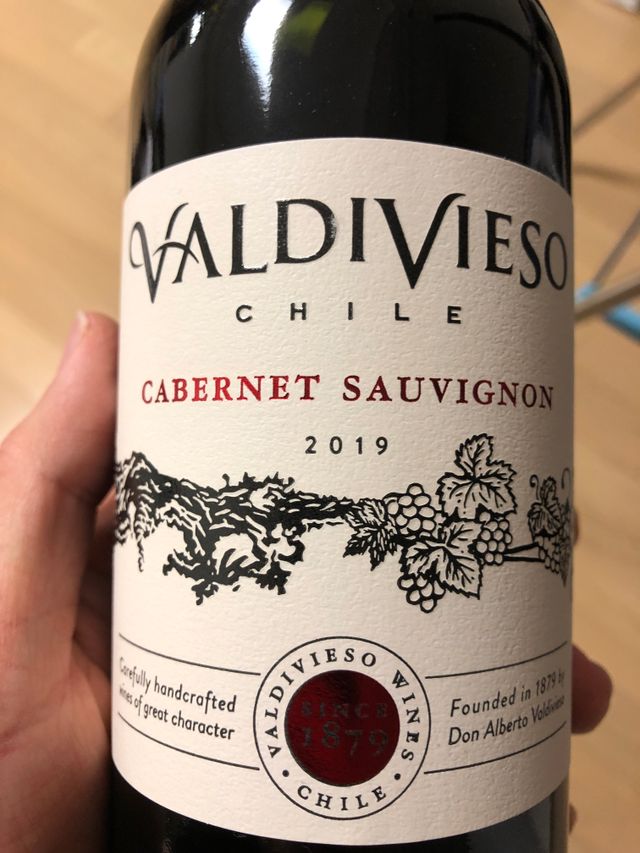 VALDIVIESO
CHILE
CABERNET SAUVIGNON
2019
Carefully handcrafted
wines of great character
VALDIVIESO WINES
SINCE
1879
• CHILE •
Founded in 1879 by
Don Alberto Valdivieso